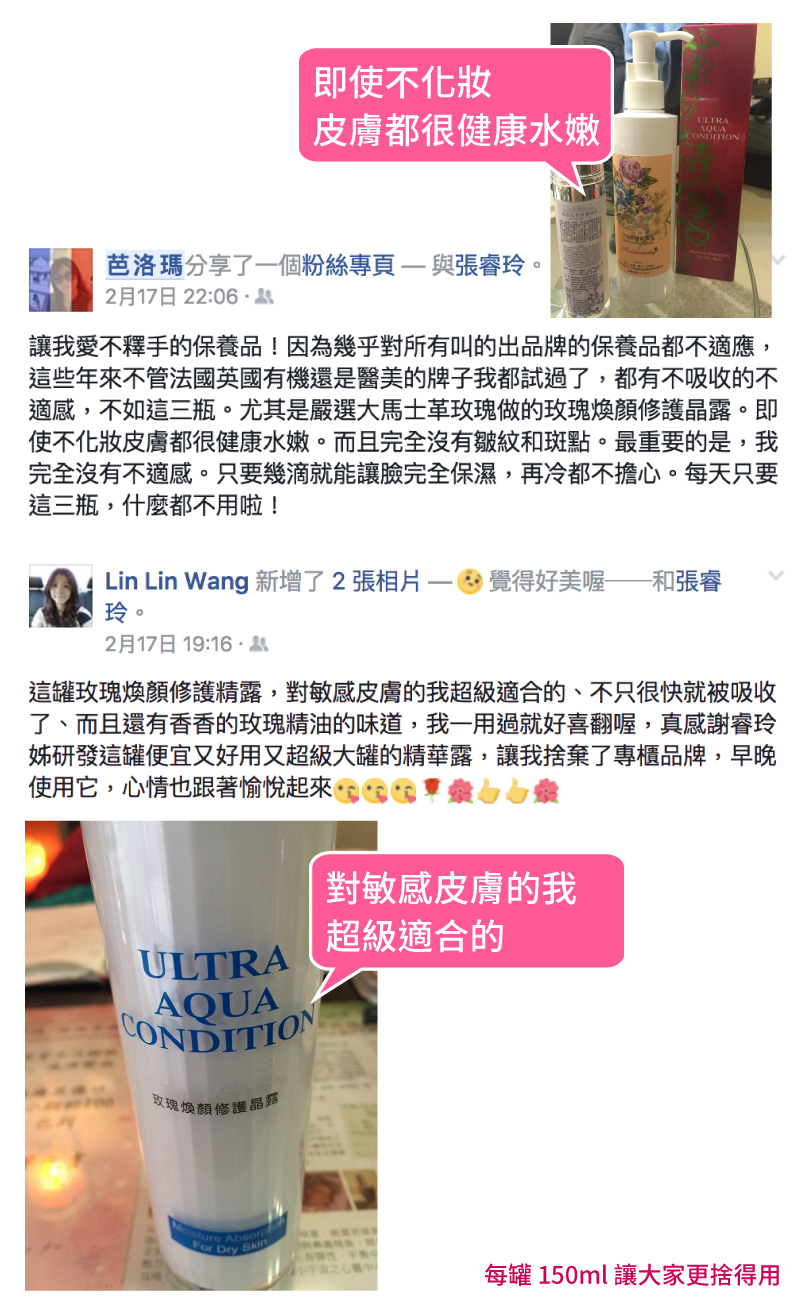 即使不化妝
皮膚都很健康水嫩
ULTRA
AQUA
CONDITION
芭洛瑪分享了一個粉絲專頁 — 與張睿玲。
2月17日 22:06 ·
讓我愛不釋手的保養品！因為幾乎對所有叫的出品牌的保養品都不適應，
這些年來不管法國英國有機還是醫美的牌子我都試過了，都有不吸收的不
適感，不如這三瓶。尤其是嚴選大馬士革玫瑰做的玫瑰煥顏修護晶露。即
使不化妝皮膚都很健康水嫩。而且完全沒有皺紋和斑點。最重要的是，我
完全沒有不適感。只要幾滴就能讓臉完全保濕，再冷都不擔心。每天只要
這三瓶，什麼都不用啦！
Lin Lin Wang 新增了 2 張相片 — 🥺 覺得好美喔——和張睿
玲。
2月17日 19:16 ·
這罐玫瑰煥顏修護精露，對敏感皮膚的我超級適合的、不只很快就被吸收
了、而且還有香香的玫瑰精油的味道，我一用過就好喜翻喔，真感謝睿玲
姊研發這罐便宜又好用又超級大罐的精華露，讓我捨棄了專櫃品牌，早晚
使用它，心情也跟著愉悅起來😘😘😘🌹🌺👍👍🌺
對敏感皮膚的我
超級適合的
ULTRA
AQUA
CONDITION
玫瑰煥顏修護晶露
Moisture Absorption
For Dry Skin
每罐 150ml 讓大家更捨得用